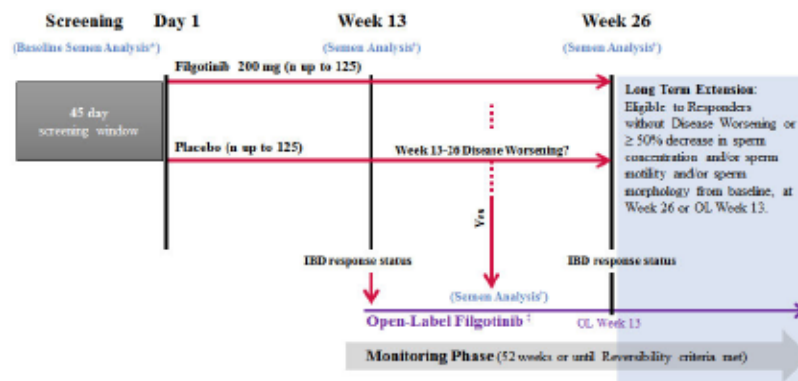 Screening Day 1 Week 13 Week 26
(Baseline Semen Analysis*) (Semen Analysis†) (Semen Analysis†)
Filgotinib 200 mg (n up to 125)
45 day
screening window
Placebo (n up to 125)
Week 13-26 Disease Worsening?
Yes
Long Term Extension:
Eligible to Responders
without Disease Worsening or
≥ 50% decrease in sperm
concentration and/or sperm
motility and/or sperm
morphology from baseline, at
Week 26 or OL Week 13.
IBD response status IBD response status
(Semen Analysis†)
Open-Label Filgotinib‡ OL Week 13
Monitoring Phase (52 weeks or until Reversibility criteria met)